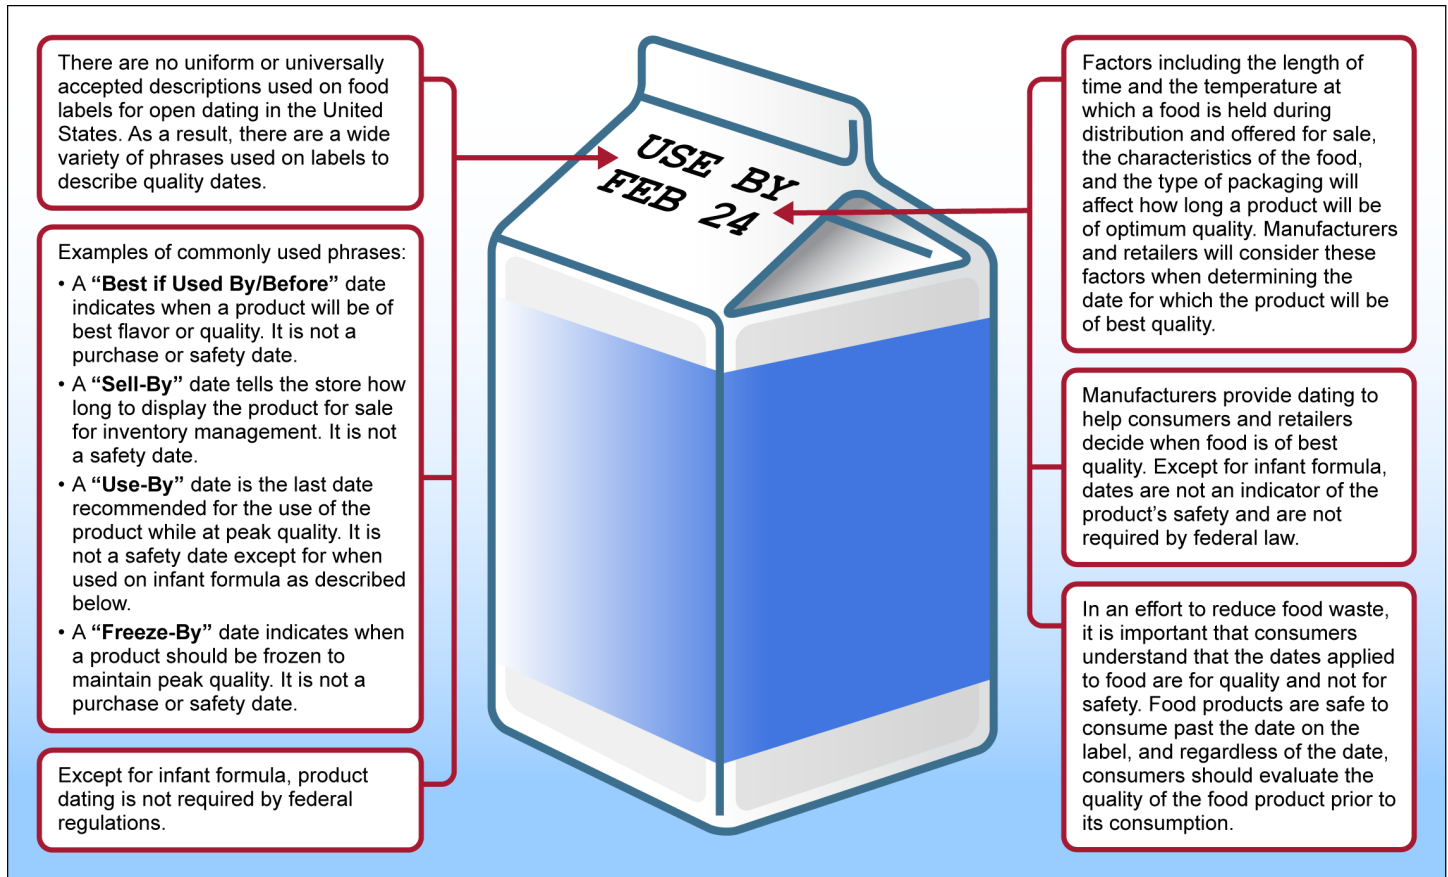 There are no uniform or universally
accepted descriptions used on food
labels for open dating in the United
States. As a result, there are a wide
variety of phrases used on labels to
describe quality dates.
Examples of commonly used phrases:
• A “Best if Used By/Before” date
indicates when a product will be of
best flavor or quality. It is not a
purchase or safety date.
• A “Sell-By” date tells the store how
long to display the product for sale
for inventory management. It is not
a safety date.
• A “Use-By” date is the last date
recommended for the use of the
product while at peak quality. It is
not a safety date except for when
used on infant formula as described
below.
• A “Freeze-By” date indicates when
a product should be frozen to
maintain peak quality. It is not a
purchase or safety date.
Except for infant formula, product
dating is not required by federal
regulations.
USE BY
FEB 24
Factors including the length of
time and the temperature at
which a food is held during
distribution and offered for sale,
the characteristics of the food,
and the type of packaging will
affect how long a product will be
of optimum quality. Manufacturers
and retailers will consider these
factors when determining the
date for which the product will be
of best quality.
Manufacturers provide dating to
help consumers and retailers
decide when food is of best
quality. Except for infant formula,
dates are not an indicator of the
product’s safety and are not
required by federal law.
In an effort to reduce food waste,
it is important that consumers
understand that the dates applied
to food are for quality and not for
safety. Food products are safe to
consume past the date on the
label, and regardless of the date,
consumers should evaluate the
quality of the food product prior to
its consumption.